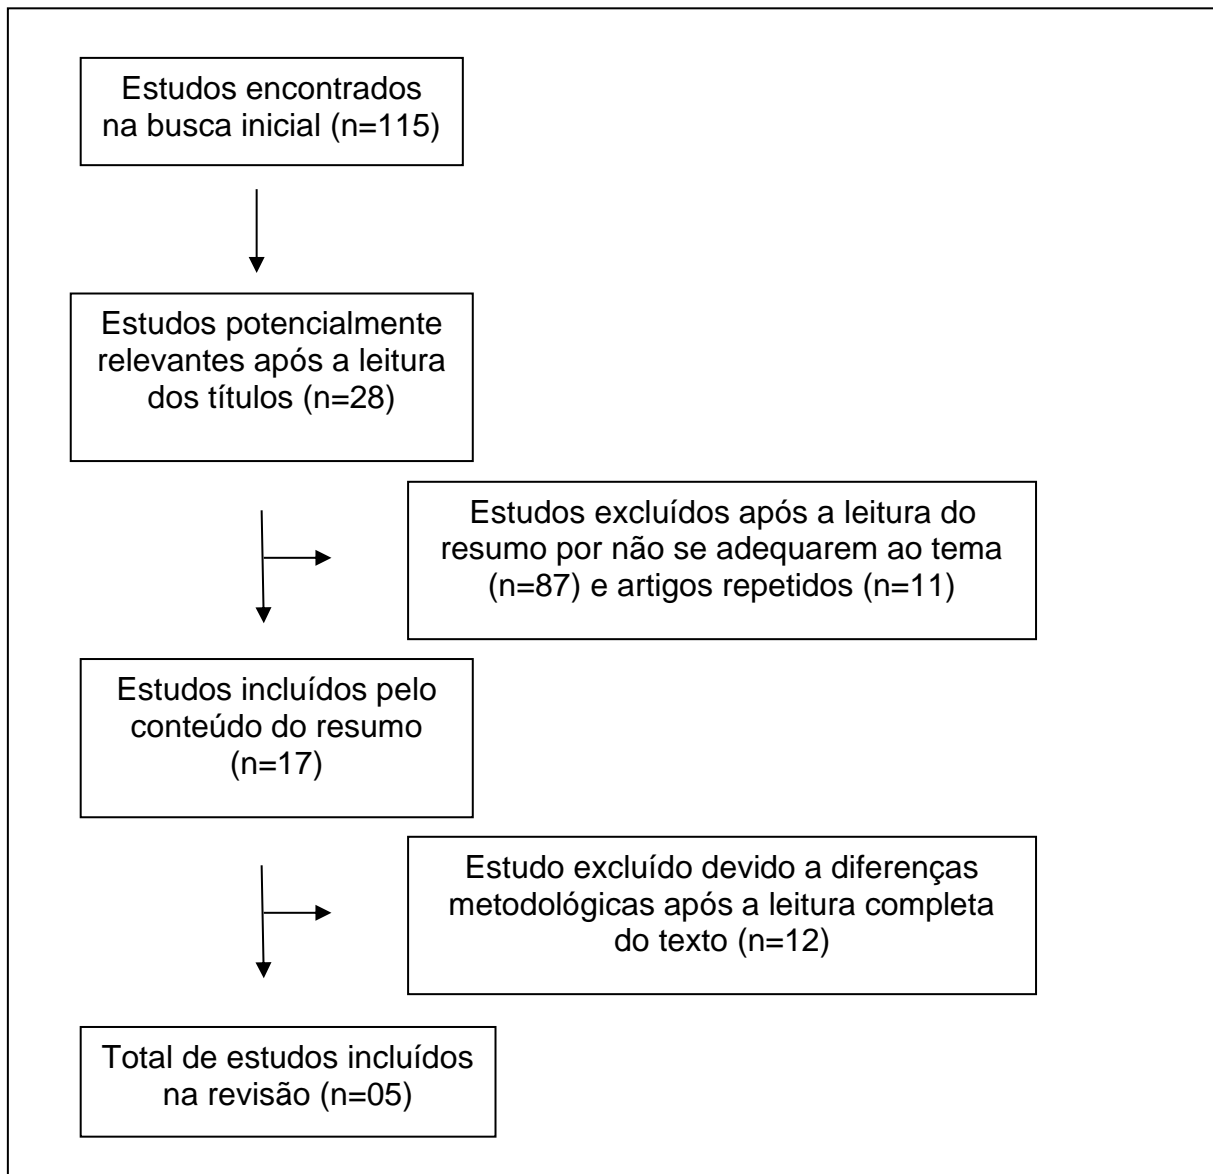 Estudos encontrados
na busca inicial (n=115)
Estudos potencialmente
relevantes após a leitura
dos títulos (n=28)
Estudos excluídos após a leitura do
resumo por não se adequarem ao tema
(n=87) e artigos repetidos (n=11)
Estudos incluídos pelo
conteúdo do resumo
(n=17)
Estudo excluído devido a diferenças
metodológicas após a leitura completa
do texto (n=12)
Total de estudos incluídos
na revisão (n=05)